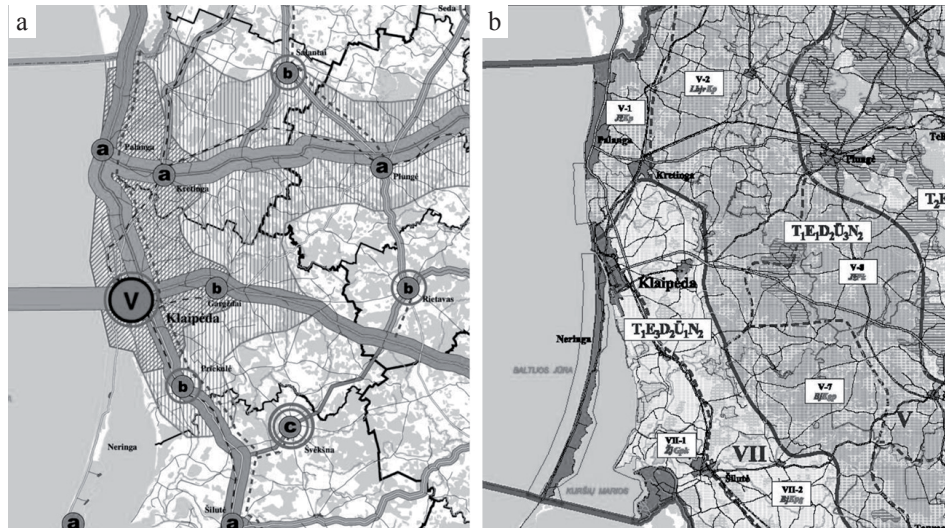 a
Seda
Salantai
b
Palanga
a
a
Kretinga
a
Plungė
V
Klaipėda
b
Gargždai
b
Rietavas
b
Priekulė
c
Švėkšna
Neringa
Šilutė
a
a
b
V-2
V-1
Palanga
Kretinga
Plungė
T₁E₁D₂Ū₃N₂
Klaipėda
Neringa
T₁E₃D₂Ū₁N₂
BALTIJOS JŪRA
V-7
V
VII-1
VII
Šilutė
KURŠIŲ MARIOS
VII-2